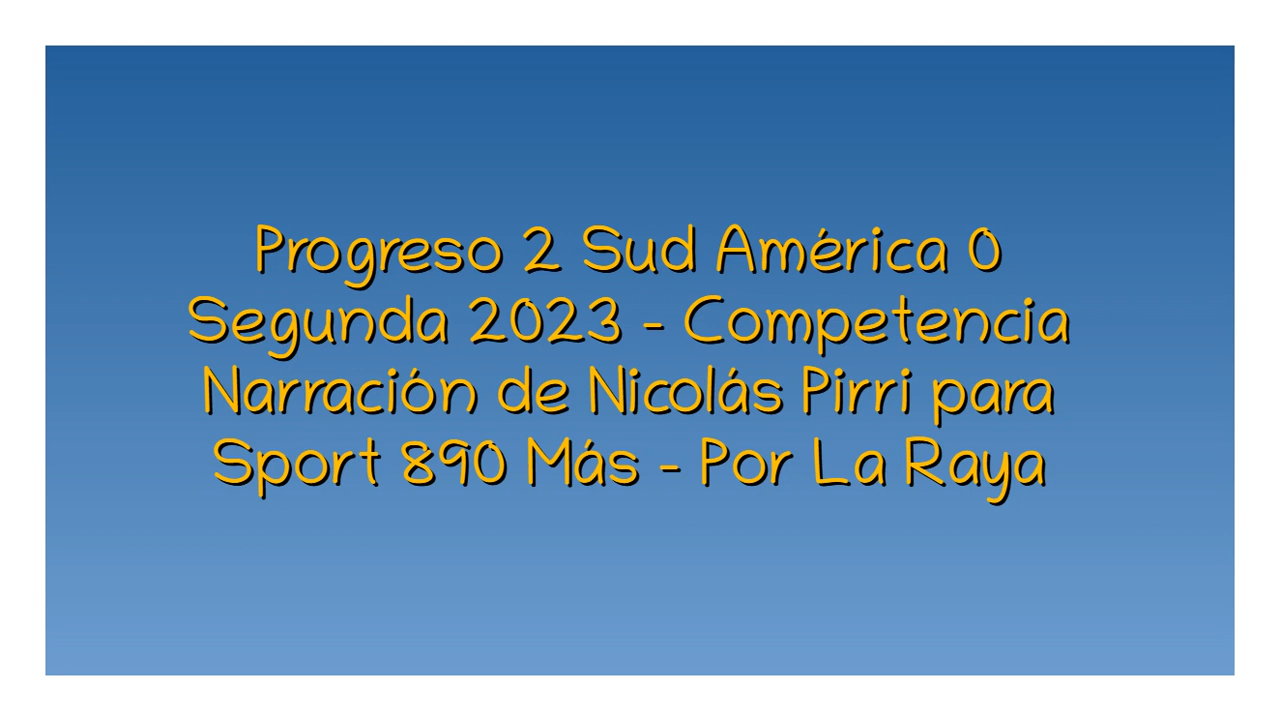 Progreso 2 Sud América 0
Segunda 2023 - Competencia
Narración de Nicolás Pirri para
Sport 890 Más - Por La Raya